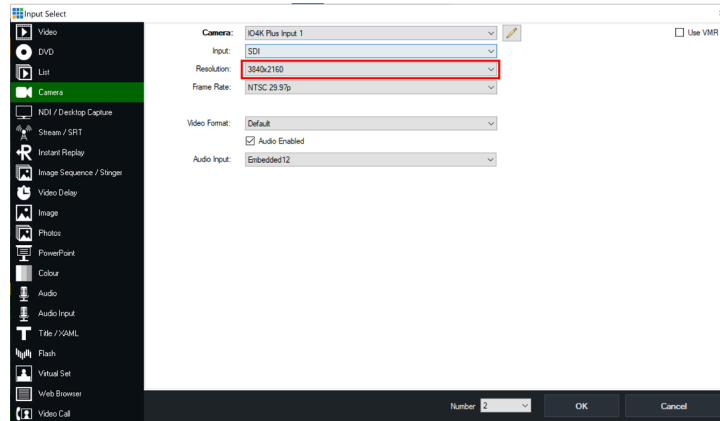 Input Select
Video
DVD
List
Camera
NDI / Desktop Capture
Stream / SRT
Instant Replay
Image Sequence / Stinger
Video Delay
Image
Photos
PowerPoint
Colour
Audio
Audio Input
Title / XAML
Flash
Virtual Set
Web Browser
Video Call
Camera: IO4K Plus Input 1
Use VMR
Input: SDI
Resolution: 3840x2160
Frame Rate: NTSC 29.97p
Video Format: Default
Audio Enabled
Audio Input: Embedded12
Number 2 OK Cancel